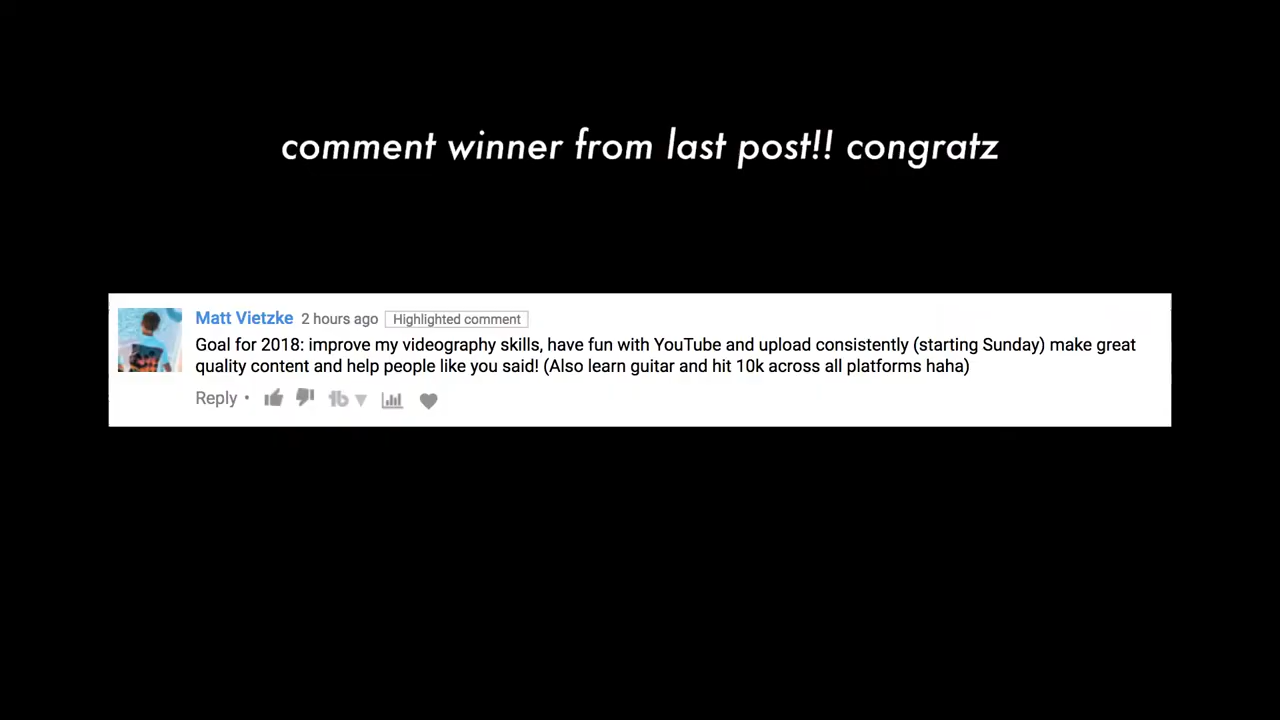 comment winner from last post!! congratz
Matt Vietzke 2 hours ago Highlighted comment
Goal for 2018: improve my videography skills, have fun with YouTube and upload consistently (starting Sunday) make great
quality content and help people like you said! (Also learn guitar and hit 10k across all platforms haha)
Reply •